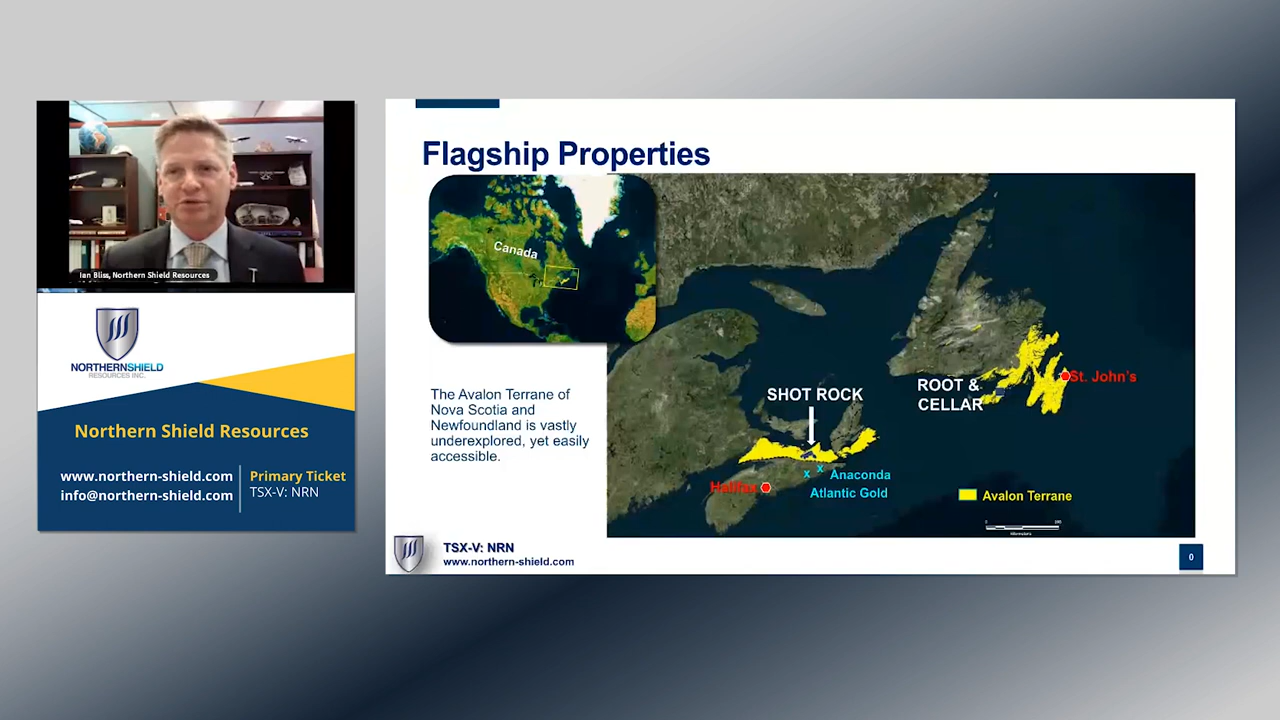 Ian Bliss, Northern Shield Resources
NORTHERNSHIELD
RESOURCES INC.
Northern Shield Resources
www.northern-shield.com
info@northern-shield.com
Primary Ticket
TSX-V: NRN
Flagship Properties
Canada
The Avalon Terrane of
Nova Scotia and
Newfoundland is vastly
underexplored, yet easily
accessible.
SHOT ROCK
ROOT &
CELLAR
St. John's
Halifax
x x Anaconda
Atlantic Gold
Avalon Terrane
TSX-V: NRN
www.northern-shield.com
0